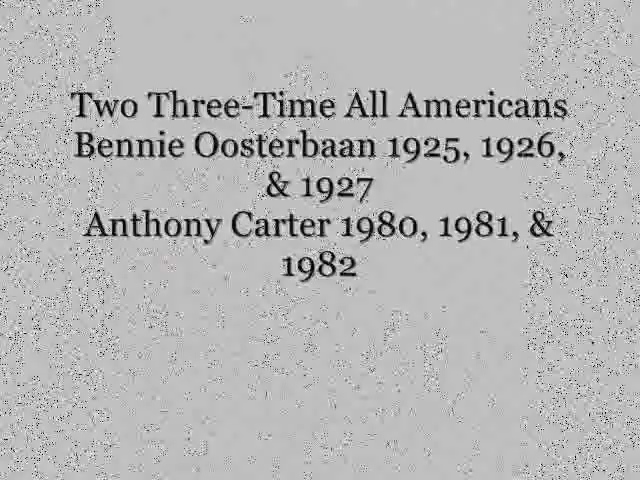 Two Three-Time All Americans
Bennie Oosterbaan 1925, 1926,
& 1927
Anthony Carter 1980, 1981, &
1982